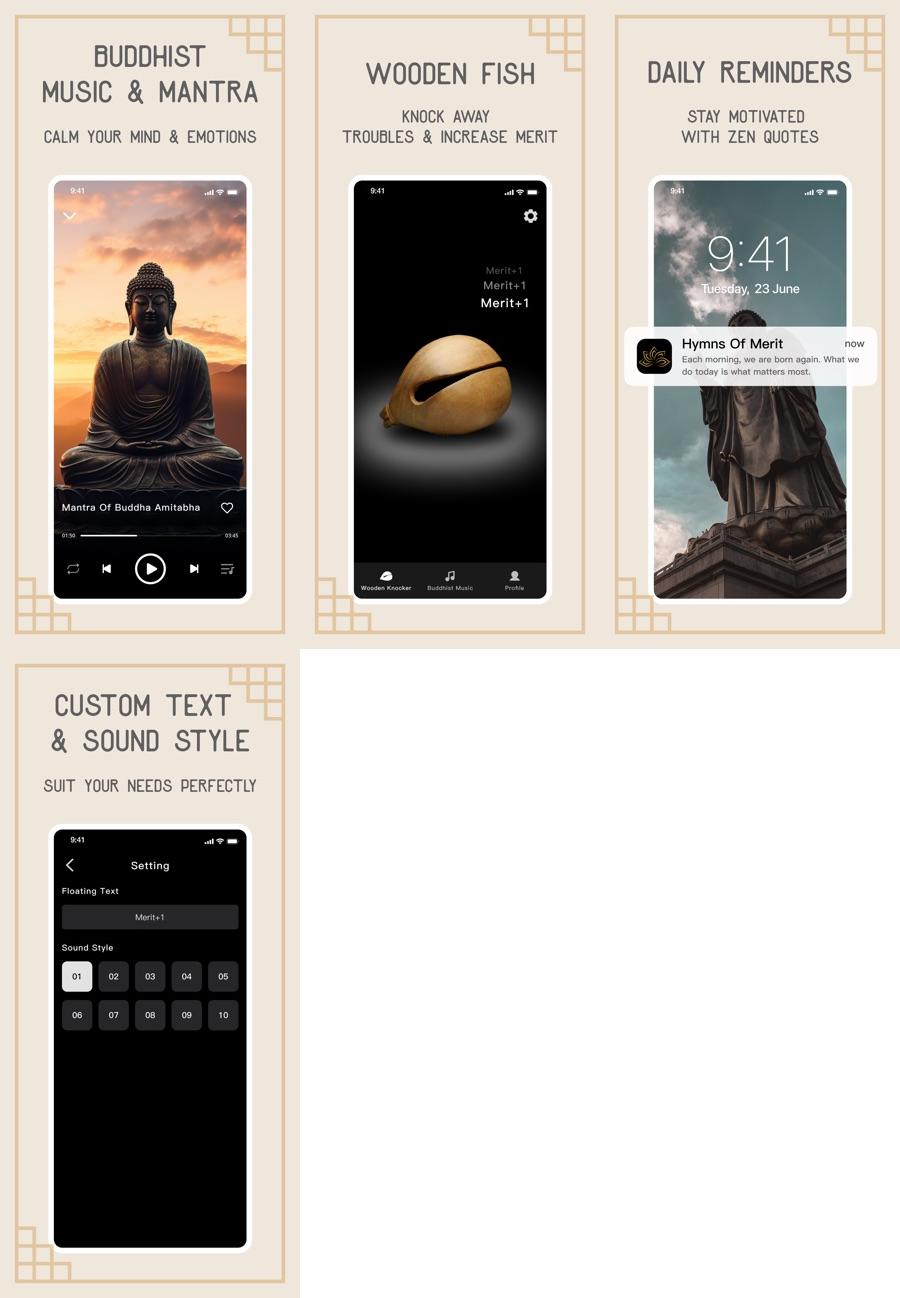 BUDDHIST
MUSIC & MANTRA
CALM YOUR MIND & EMOTIONS
9:41
Mantra Of Buddha Amitabha
01:50
03:45
WOODEN FISH
KNOCK AWAY
TROUBLES & INCREASE MERIT
9:41
Merit+1
Merit+1
Merit+1
Wooden Knocker
Buddhist Music
Profile
DAILY REMINDERS
STAY MOTIVATED
WITH ZEN QUOTES
9:41
9:41
Tuesday, 23 June
Hymns Of Merit
now
Each morning, we are born again. What we
do today is what matters most.
CUSTOM TEXT
& SOUND STYLE
SUIT YOUR NEEDS PERFECTLY
9:41
Setting
Floating Text
Merit+1
Sound Style
01 02 03 04 05
06 07 08 09 10